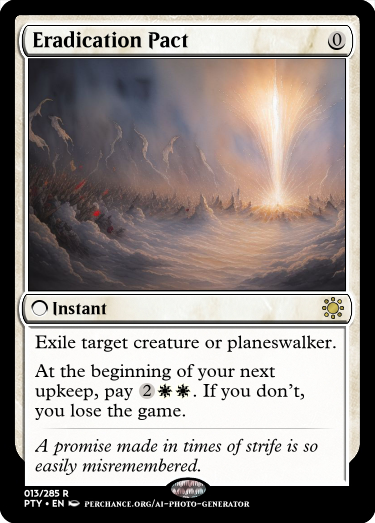 Eradication Pact 0
Instant
Exile target creature or planeswalker.
At the beginning of your next
upkeep, pay 2. If you don't,
you lose the game.
A promise made in times of strife is so
easily misremembered.
013/285 R
PTY • EN PERCHANCE.ORG/AI-PHOTO-GENERATOR